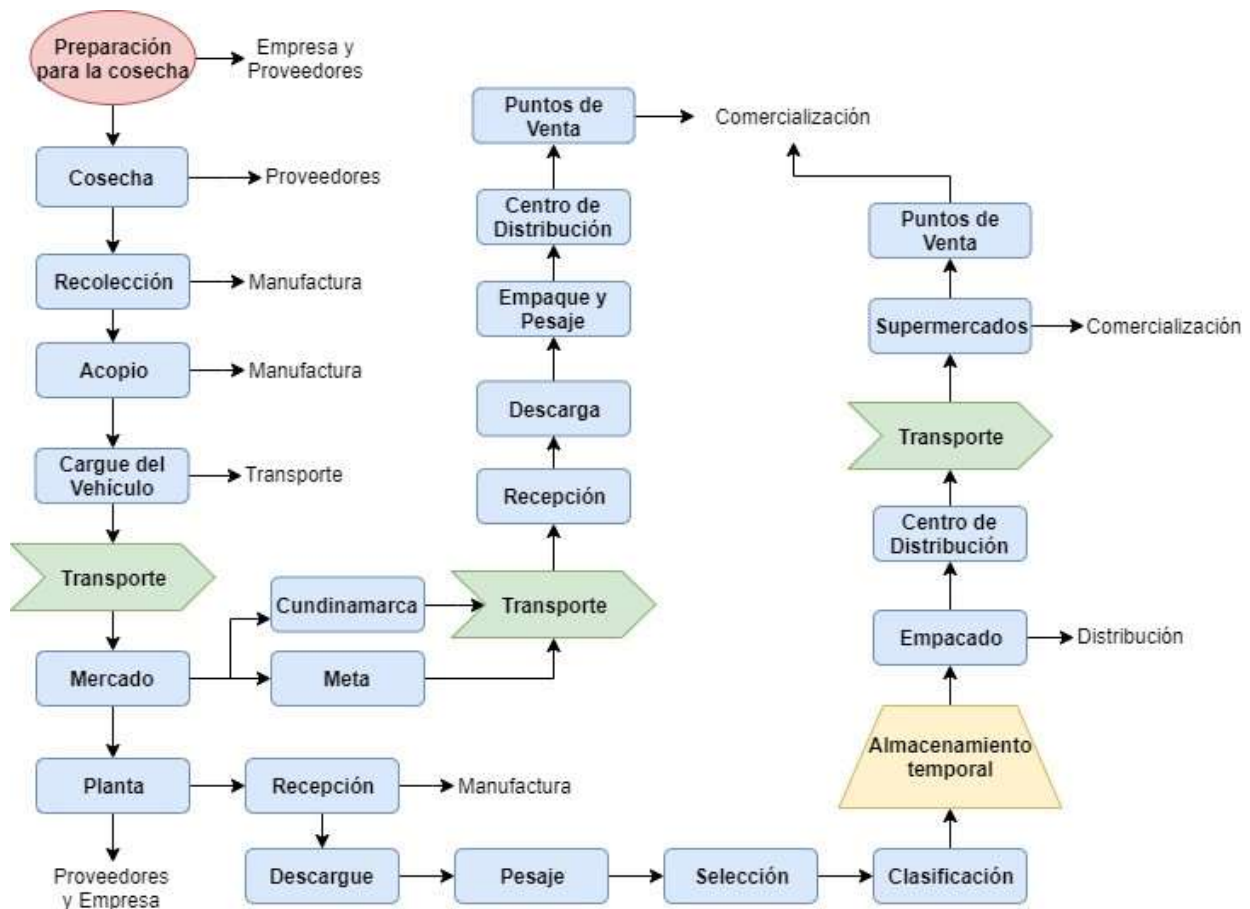 Preparación
para la cosecha
Empresa y
Proveedores
Cosecha
Proveedores
Recolección
Manufactura
Acopio
Manufactura
Cargue del
Vehículo
Transporte
Transporte
Mercado
Cundinamarca
Meta
Transporte
Recepción
Descarga
Empaque y
Pesaje
Centro de
Distribución
Puntos de
Venta
Comercialización
Planta
Proveedores
y Empresa
Recepción
Manufactura
Descargue
Pesaje
Selección
Clasificación
Almacenamiento
temporal
Empacado
Distribución
Centro de
Distribución
Transporte
Supermercados
Comercialización
Puntos de
Venta